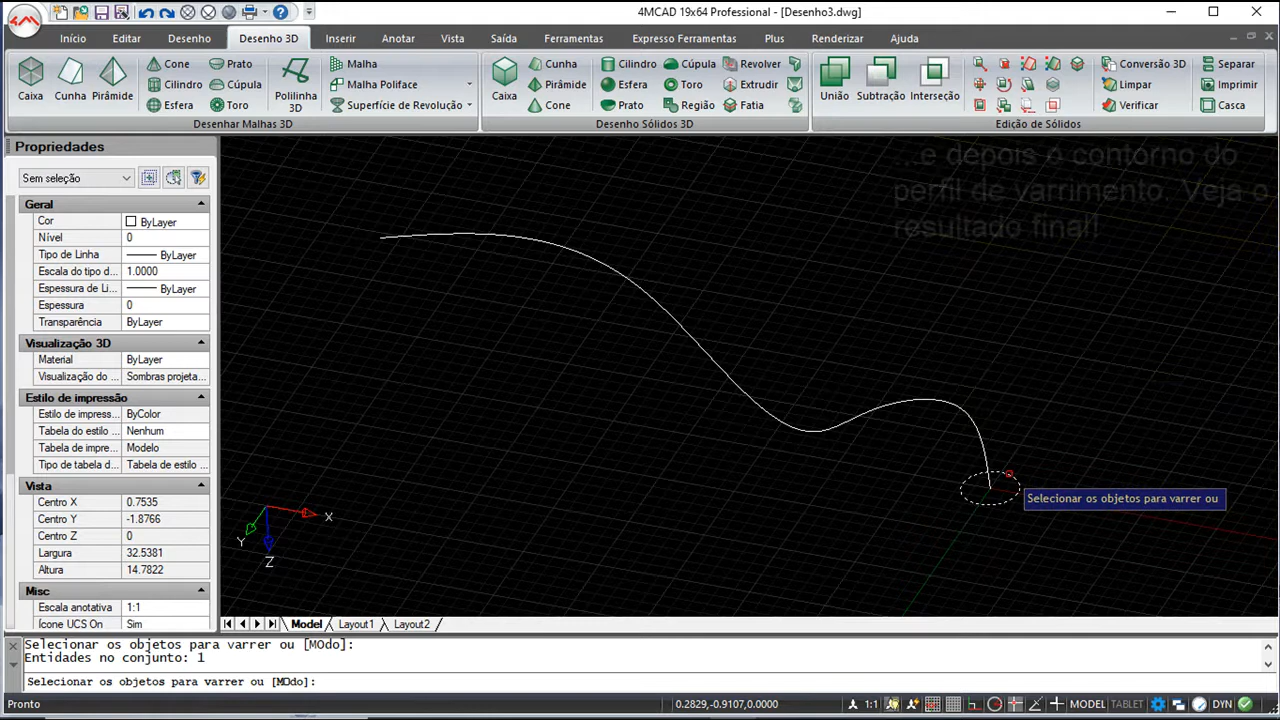 4MCAD 19x64 Professional - [Desenho3.dwg]
Início Editar Desenho Desenho 3D Inserir Anotar Vista Saída Ferramentas Expresso Ferramentas Plus Renderizar Ajuda
Caixa Cunha Pirâmide
Cone Prato
Cilindro Cúpula
Esfera Toro
Polilinha 3D
Malha
Malha Poliface
Superfície de Revolução
Desenhar Malhas 3D
Caixa
Cunha Cilindro Cúpula Revolver
Pirâmide Esfera Toro Extrudir
Cone Prato Região Fatia
Desenho Sólidos 3D
União Subtração Interseção
Conversão 3D Separar
Limpar Imprimir
Verificar Casca
Edição de Sólidos
Propriedades
Sem seleção
Geral
Cor ByLayer
Nível 0
Tipo de Linha ByLayer
Escala do tipo d... 1.0000
Espessura de Li... ByLayer
Espessura 0
Transparência ByLayer
Visualização 3D
Material ByLayer
Visualização do ... Sombras projeta...
Estilo de impressão
Estilo de impress... ByColor
Tabela do estilo ... Nenhum
Tabela de impre... Modelo
Tipo de tabela d... Tabela de estilo ...
Vista
Centro X 0.7535
Centro Y -1.8766
Centro Z 0
Largura 32.5381
Altura 14.7822
Misc
Escala anotativa 1:1
Ícone UCS On Sim
...e depois o contorno do
perfil de varrimento. Veja o
resultado final!
Selecionar os objetos para varrer ou
X
Y
Z
Model Layout1 Layout2
Selecionar os objetos para varrer ou [MOdo]:
Entidades no conjunto: 1
Selecionar os objetos para varrer ou [MOdo]:
Pronto 0.2829,-0.9107,0.0000 1:1 MODEL TABLET DYN